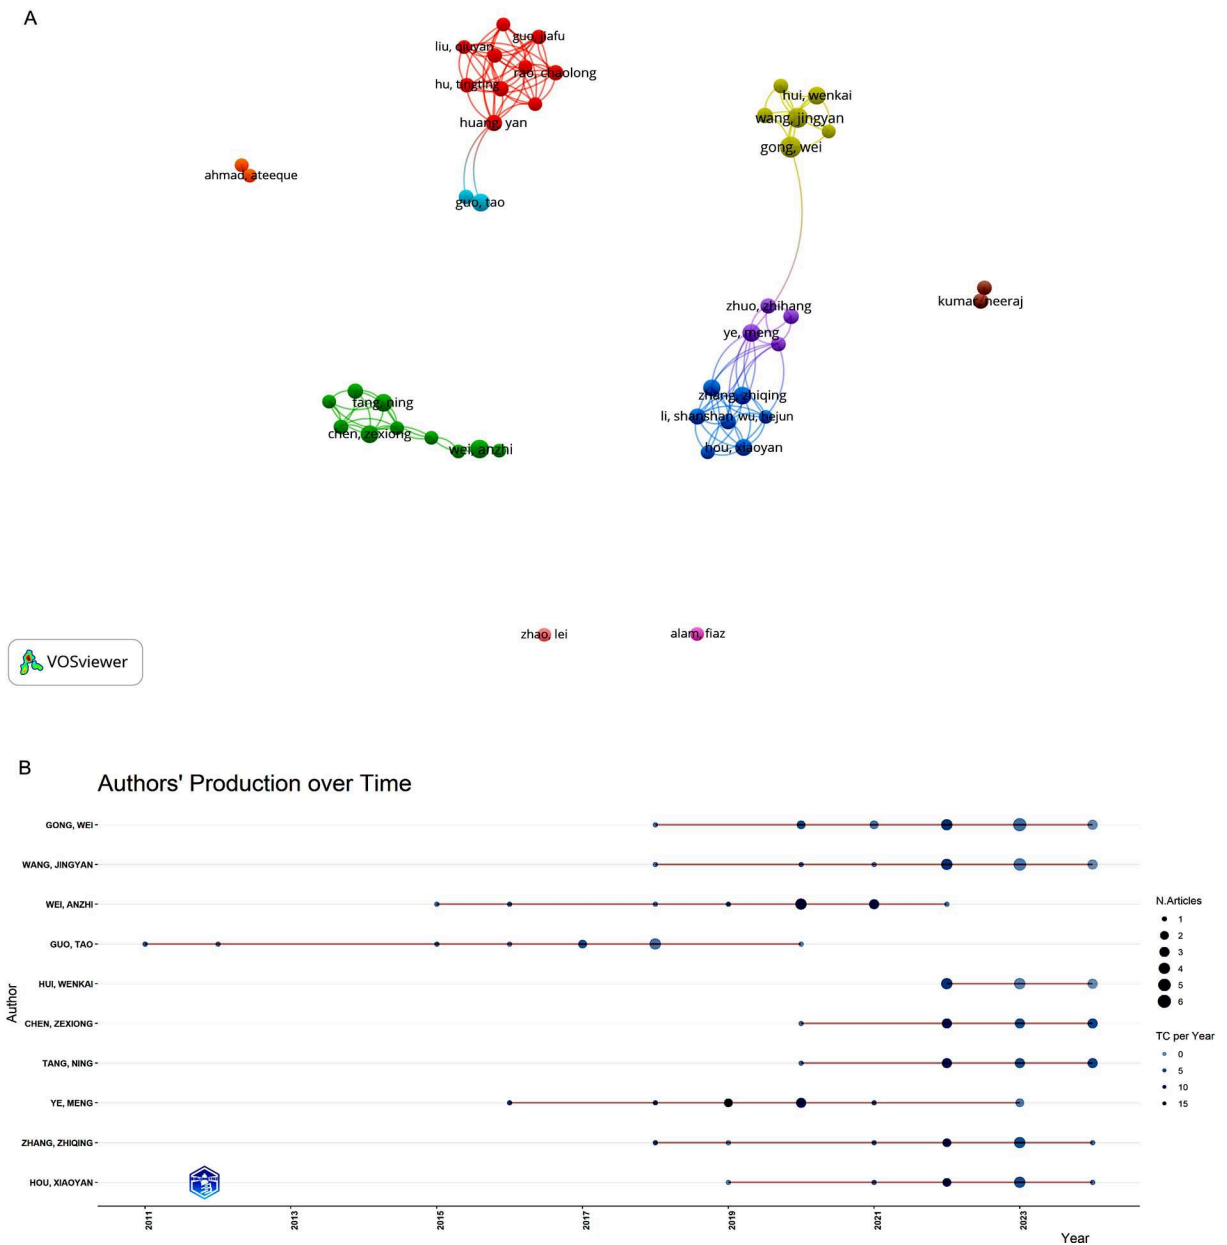 A
guo, jiafu
liu, qiuyan
rao, chaolong
hu, tingting
huang, yan
hui, wenkai
wang, jingyan
gong, wei
ahmad, ateeque
guo, tao
kumar, neeraj
zhuo, zhihang
ye, meng
tang, ning
zhang, zhiqing
li, shanshan
wu, hejun
chen, zexiong
wei, anzhi
hou, xiaoyan
zhao, lei
alam, fiaz
VOSviewer
B
Authors' Production over Time
GONG, WEI
WANG, JINGYAN
WEI, ANZHI
GUO, TAO
HUI, WENKAI
CHEN, ZEXIONG
TANG, NING
YE, MENG
ZHANG, ZHIQING
HOU, XIAOYAN
Author
N.Articles
1
2
3
4
5
6
TC per Year
0
5
10
15
2011
2013
2015
2017
2019
2021
2023
Year